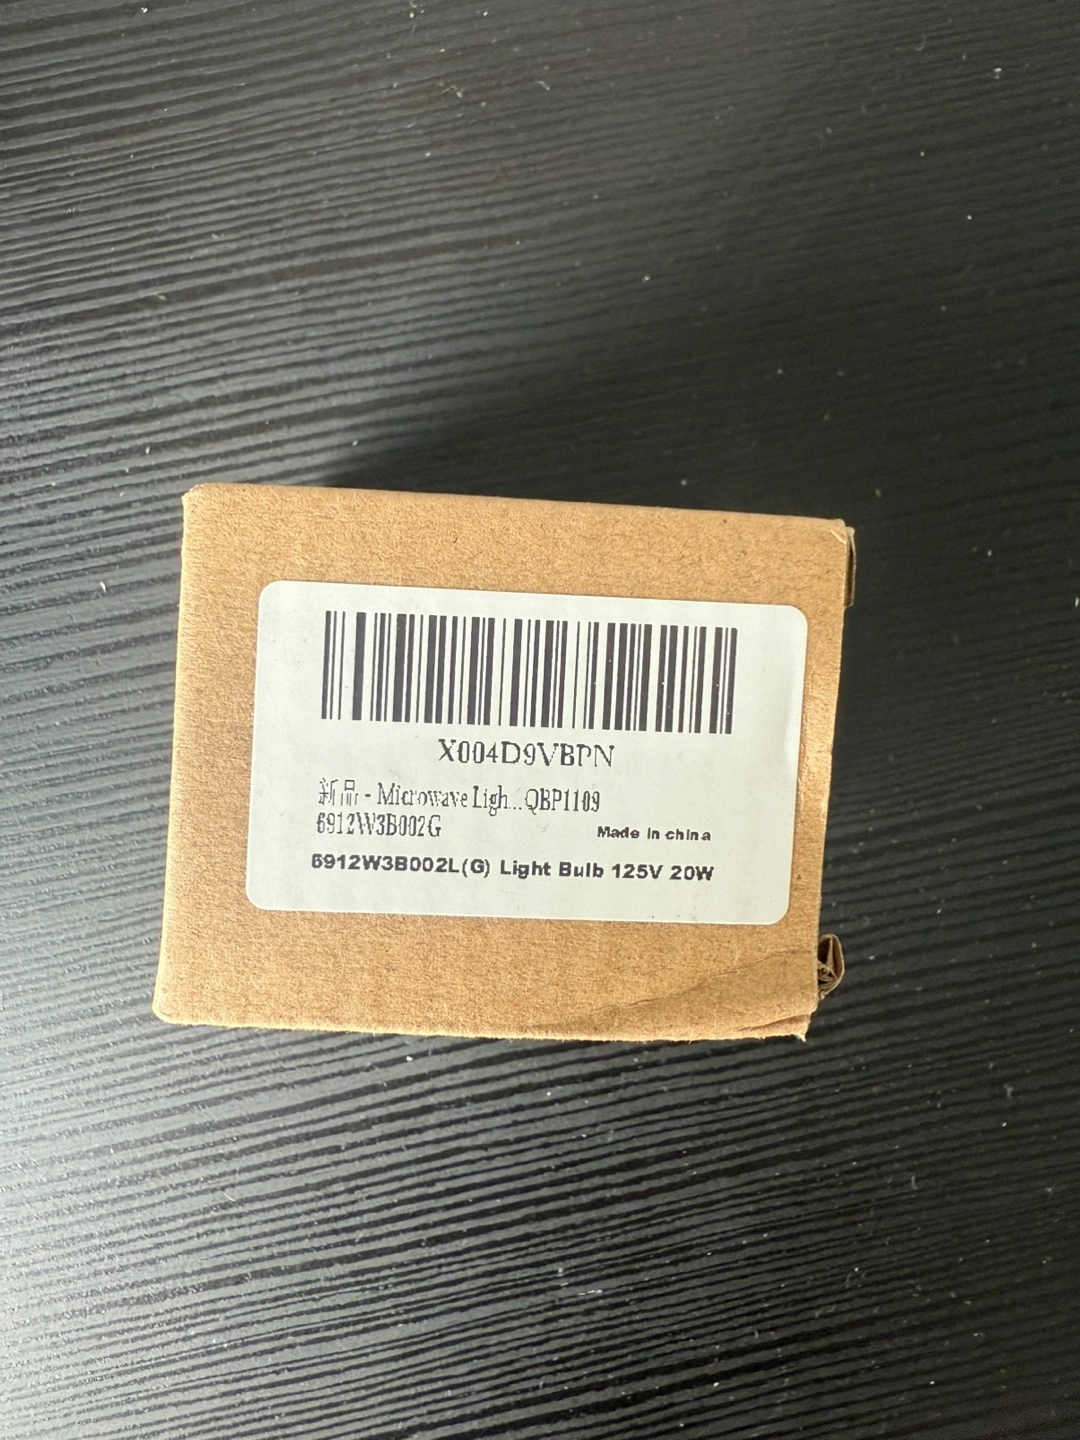 X004D9VBPN
新品 - Microwave Ligh...QBP1109
6912W3B002G
Made in china
6912W3B002L(G) Light Bulb 125V 20W